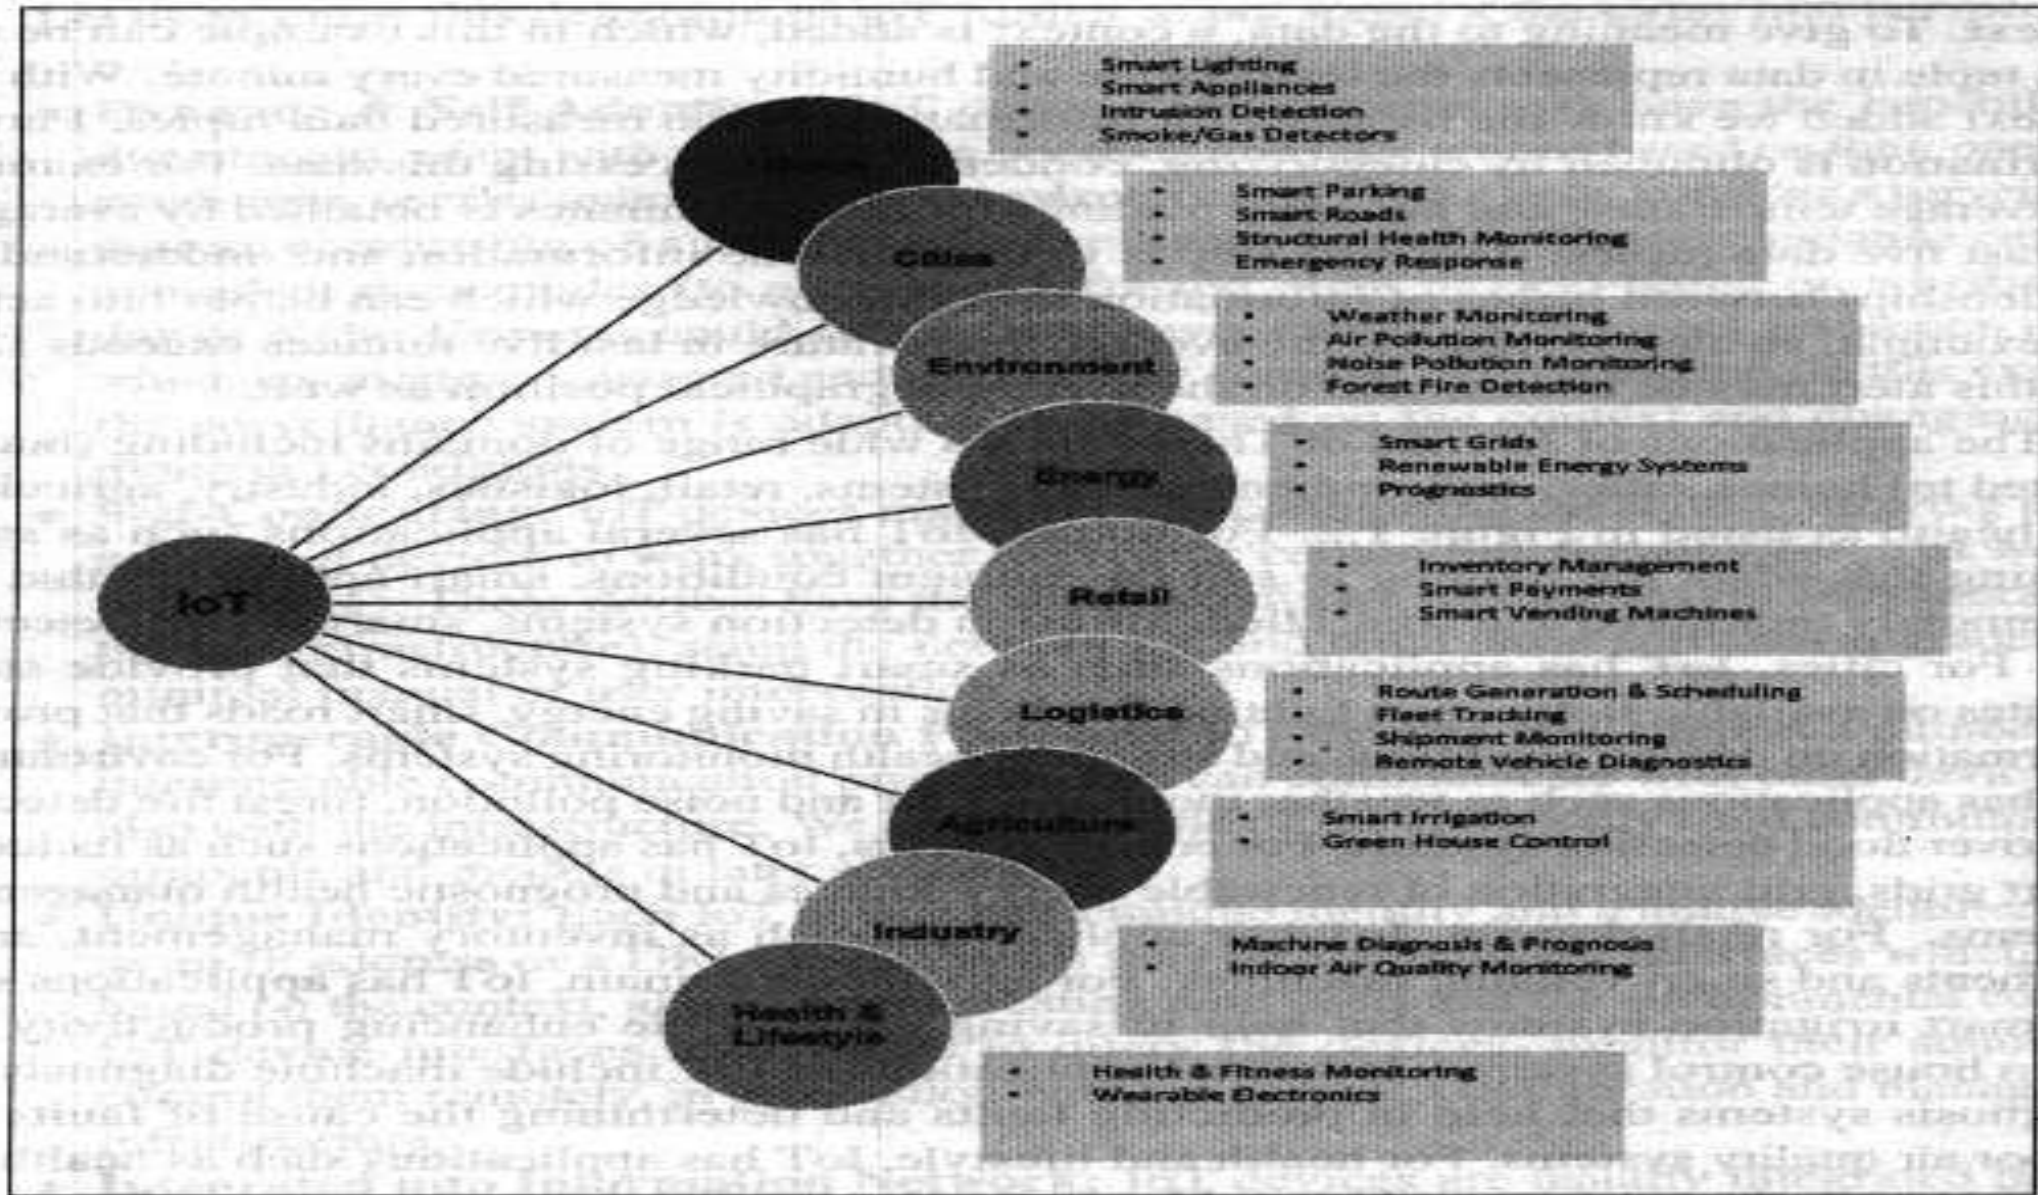 IoT
Home
• Smart Lighting
• Smart Appliances
• Intrusion Detection
• Smoke/Gas Detectors
Cities
• Smart Parking
• Smart Roads
• Structural Health Monitoring
• Emergency Response
Environment
• Weather Monitoring
• Air Pollution Monitoring
• Noise Pollution Monitoring
• Forest Fire Detection
Energy
• Smart Grids
• Renewable Energy Systems
• Prognostics
Retail
• Inventory Management
• Smart Payments
• Smart Vending Machines
Logistics
• Route Generation & Scheduling
• Fleet Tracking
• Shipment Monitoring
• Remote Vehicle Diagnostics
Agriculture
• Smart Irrigation
• Green House Control
Industry
• Machine Diagnosis & Prognosis
• Indoor Air Quality Monitoring
Health &
Lifestyle
• Health & Fitness Monitoring
• Wearable Electronics